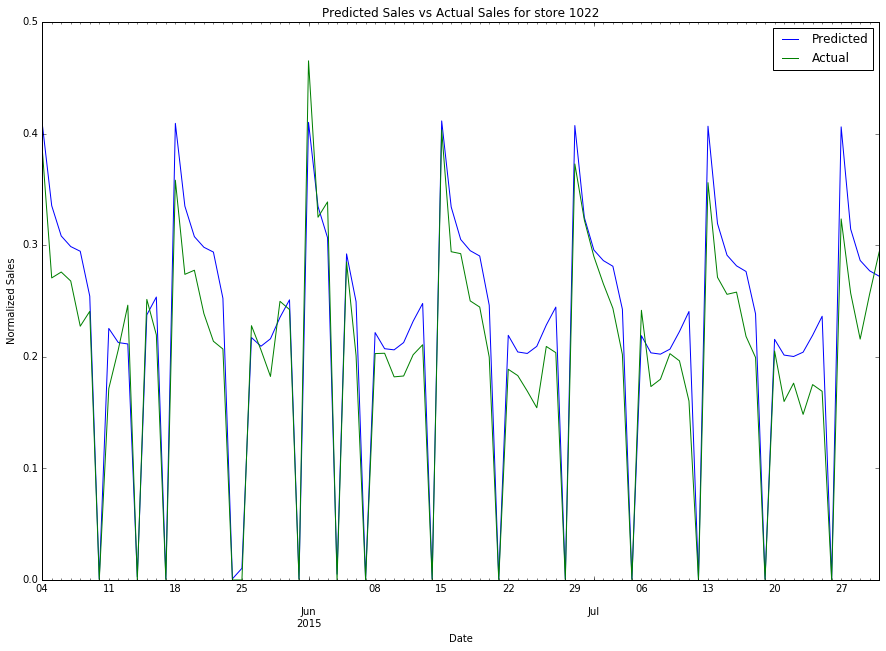 Predicted Sales vs Actual Sales for store 1022
Predicted
Actual
Normalized Sales
0.5
0.4
0.3
0.2
0.1
0.0
04 11 18 25 08 15 22 29 06 13 20 27
Jun Jul
2015
Date